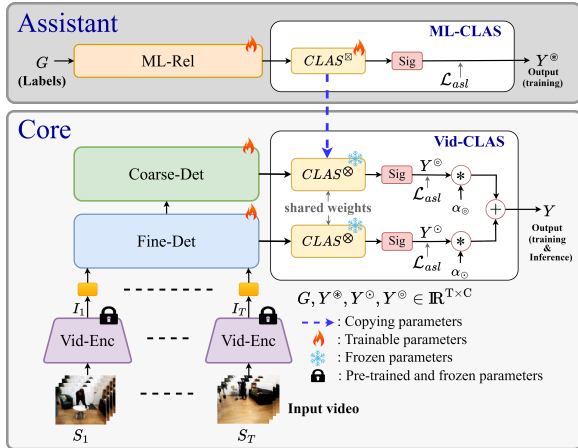 Assistant
ML-CLAS
G
(Labels)
ML-Rel
CLAS⊠
Sig
Y⊛
ℒasl
Output
(training)
Core
Vid-CLAS
Coarse-Det
CLAS⊗
Sig
Y⊚
*
ℒasl
α⊚
shared weights
+
Y
Output
(training
&
Inference)
Fine-Det
CLAS⊗
Sig
Y⊙
*
ℒasl
α⊙
I1
IT
G, Y⊛, Y⊙, Y⊚ ∈ ℝT×C
Vid-Enc
Vid-Enc
: Copying parameters
: Trainable parameters
: Frozen parameters
: Pre-trained and frozen parameters
Input video
S1
ST